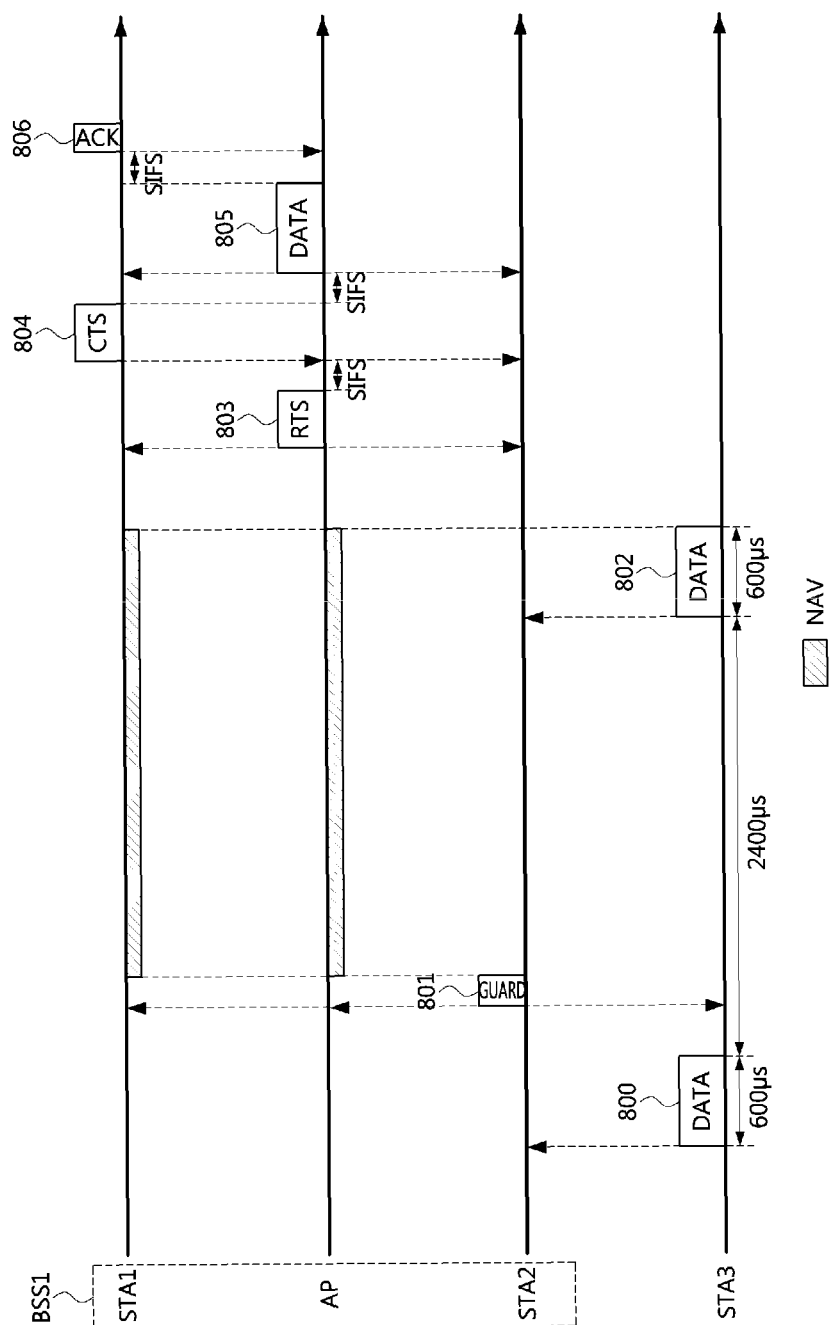 BSS1
STA1
806
ACK
SIFS
804
CTS
AP
805
DATA
SIFS
803
RTS
SIFS
STA2
801
GUARD
STA3
800
DATA
600μs
2400μs
802
DATA
600μs
NAV